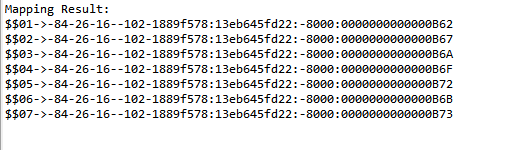 Mapping Result:
$$01->-84-26-16--102-1889f578:13eb645fd22:-8000:0000000000000B62
$$02->-84-26-16--102-1889f578:13eb645fd22:-8000:0000000000000B67
$$03->-84-26-16--102-1889f578:13eb645fd22:-8000:0000000000000B6A
$$04->-84-26-16--102-1889f578:13eb645fd22:-8000:0000000000000B6F
$$05->-84-26-16--102-1889f578:13eb645fd22:-8000:0000000000000B72
$$06->-84-26-16--102-1889f578:13eb645fd22:-8000:0000000000000B6B
$$07->-84-26-16--102-1889f578:13eb645fd22:-8000:0000000000000B73